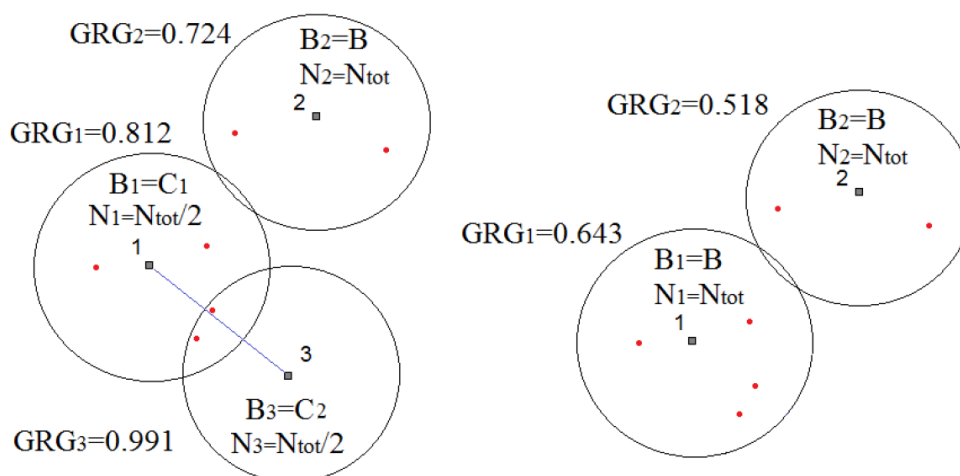 GRG2=0.724
B2=B
N2=Ntot
2
GRG1=0.812
B1=C1
N1=Ntot/2
1
3
B3=C2
N3=Ntot/2
GRG3=0.991
GRG2=0.518
B2=B
N2=Ntot
2
GRG1=0.643
B1=B
N1=Ntot
1